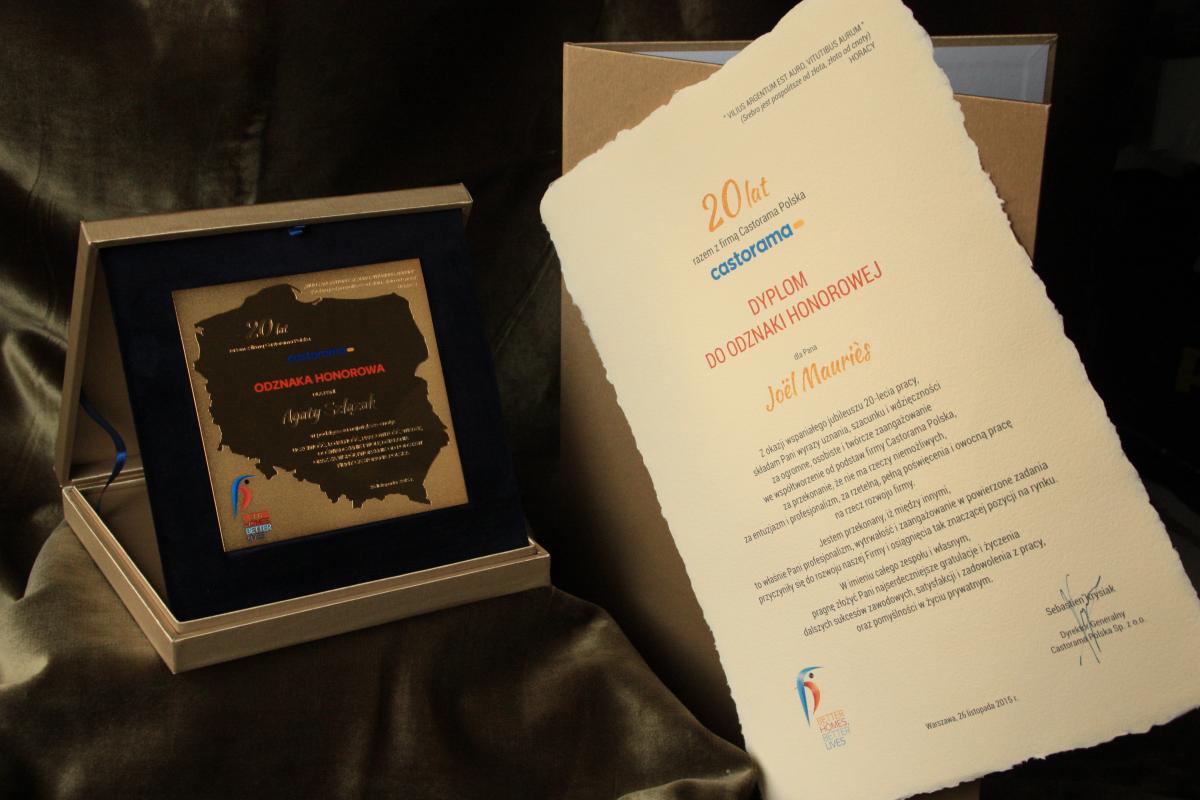 20 lat
castorama
ODZNAKA HONOROWA
Agaty Szlązak
BETTER
HOMES,
BETTER
LIVES
" VILIUS ARGENTUM EST AURO, VITUTIBUS AURUM "
(Srebro jest pospolitsze od złota, złoto od cnoty)
HORACY
20 lat
razem z firmą Castorama Polska
castorama
DYPLOM
DO ODZNAKI HONOROWEJ
dla Pana
Joël Mauriès
Z okazji wspaniałego jubileuszu 20-lecia pracy,
składam Pani wyrazy uznania, szacunku i wdzięczności
za ogromne, osobiste i twórcze zaangażowanie
we współtworzenie od podstaw firmy Castorama Polska,
za przekonanie, że nie ma rzeczy niemożliwych,
za entuzjazm i profesjonalizm, za rzetelną, pełną poświęcenia i owocną pracę
na rzecz rozwoju firmy.
Jestem przekonany, iż między innymi,
to właśnie Pani profesjonalizm, wytrwałość i zaangażowanie w powierzone zadania
przyczyniły się do rozwoju naszej Firmy i osiągnięcia tak znaczącej pozycji na rynku.
W imieniu całego zespołu i własnym,
pragnę złożyć Pani najserdeczniejsze gratulacje i życzenia
dalszych sukcesów zawodowych, satysfakcji i zadowolenia z pracy,
oraz pomyślności w życiu prywatnym.
Sebastien Krysiak
Dyrektor Generalny
Castorama Polska Sp. z o.o.
BETTER
HOMES,
BETTER
LIVES
Warszawa, 26 listopada 2015 r.